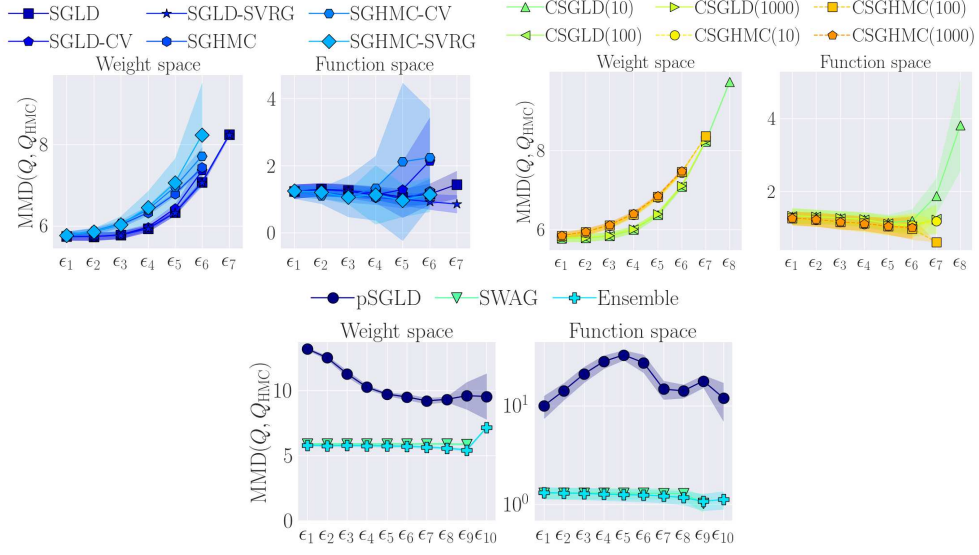 SGLD SGLD-SVRG SGHMC-CV
SGLD-CV SGHMC SGHMC-SVRG
Weight space Function space
MMD(Q, Q_HMC)
8
6
4
2
0
ϵ1 ϵ2 ϵ3 ϵ4 ϵ5 ϵ6 ϵ7
ϵ1 ϵ2 ϵ3 ϵ4 ϵ5 ϵ6 ϵ7
CSGLD(10) CSGLD(1000) CSGHMC(100)
CSGLD(100) CSGHMC(10) CSGHMC(1000)
Weight space Function space
MMD(Q, Q_HMC)
8
6
4
2
0
ϵ1 ϵ2 ϵ3 ϵ4 ϵ5 ϵ6 ϵ7 ϵ8
ϵ1 ϵ2 ϵ3 ϵ4 ϵ5 ϵ6 ϵ7 ϵ8
pSGLD SWAG Ensemble
Weight space Function space
MMD(Q, Q_HMC)
10
5
0
10^1
10^0
ϵ1 ϵ2 ϵ3 ϵ4 ϵ5 ϵ6 ϵ7 ϵ8 ϵ9 ϵ10
ϵ1 ϵ2 ϵ3 ϵ4 ϵ5 ϵ6 ϵ7 ϵ8 ϵ9 ϵ10